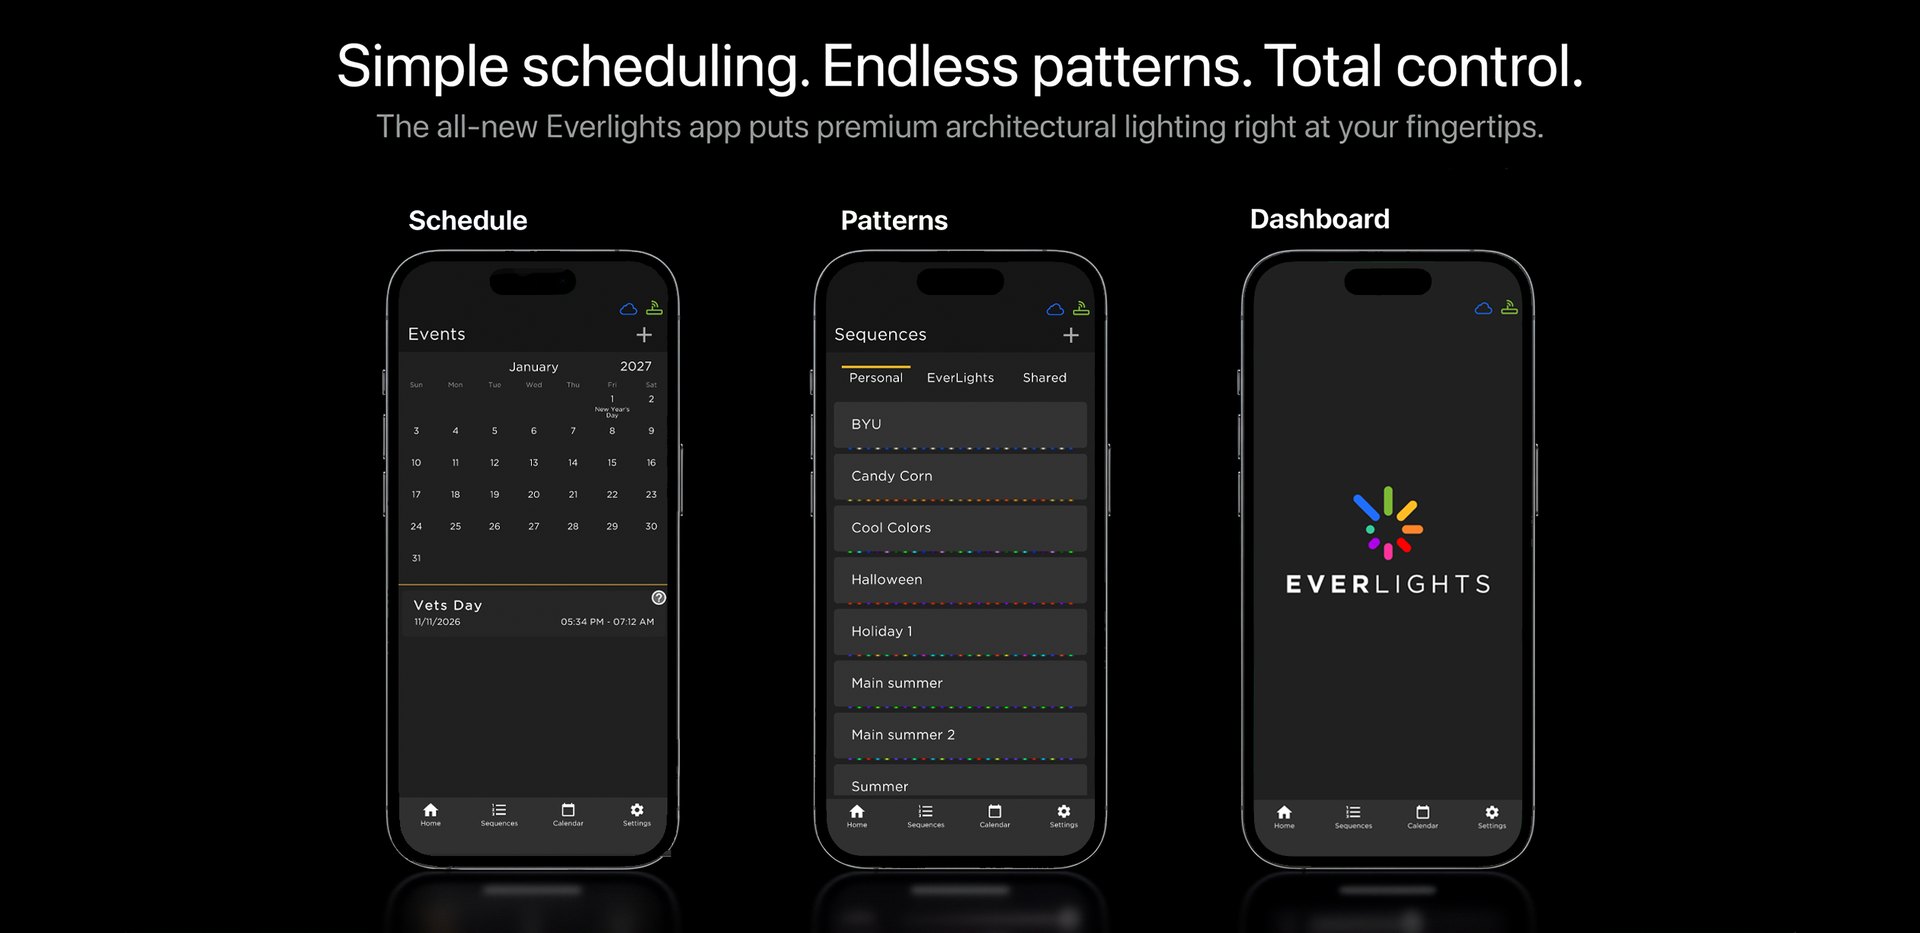 Simple scheduling. Endless patterns. Total control.
The all-new Everlights app puts premium architectural lighting right at your fingertips.
Schedule
Events
+
January 2027
Sun Mon Tue Wed Thu Fri Sat
1 2
New Year's
Day
3 4 5 6 7 8 9
10 11 12 13 14 15 16
17 18 19 20 21 22 23
24 25 26 27 28 29 30
31
?
Vets Day
11/11/2026 05:34 PM - 07:12 AM
Home Sequences Calendar Settings
Patterns
Sequences
+
Personal EverLights Shared
BYU
Candy Corn
Cool Colors
Halloween
Holiday 1
Main summer
Main summer 2
Summer
Home Sequences Calendar Settings
Dashboard
EVERLIGHTS
Home Sequences Calendar Settings